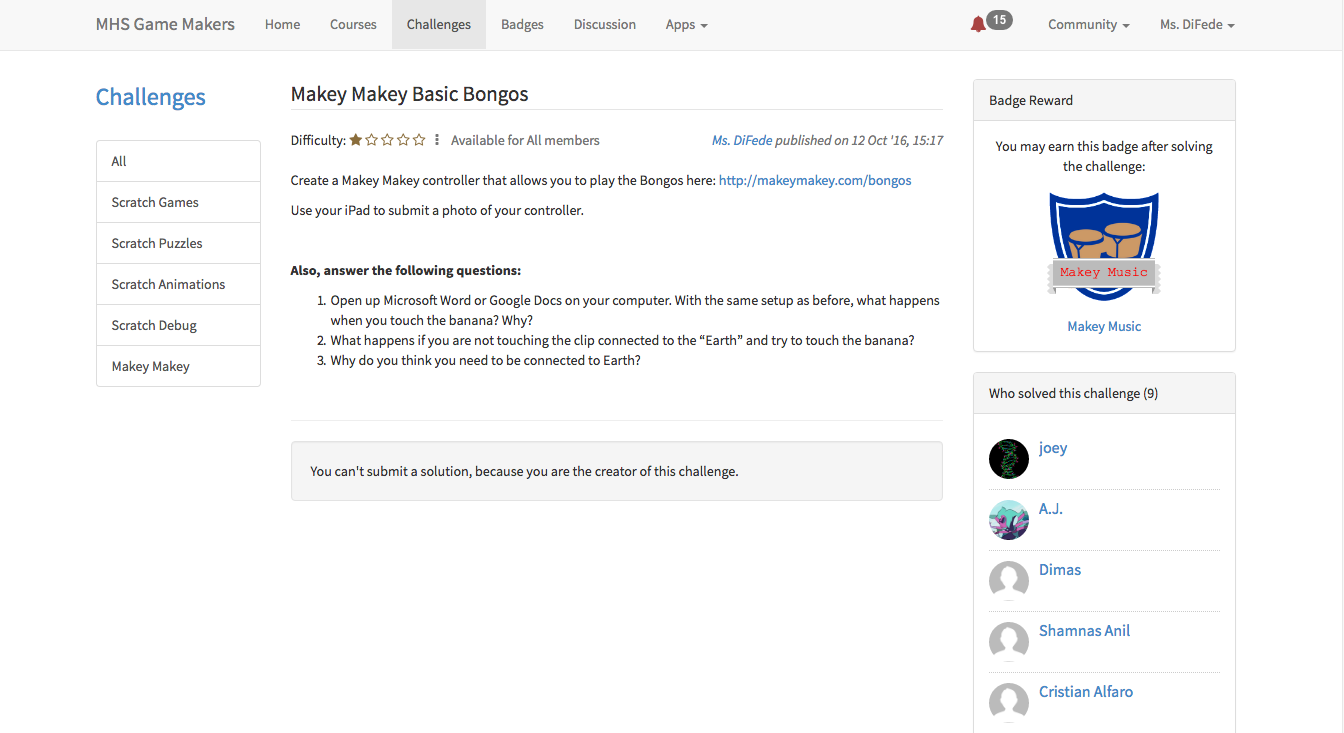 MHS Game Makers Home Courses Challenges Badges Discussion Apps 15 Community Ms. DiFede
Challenges
All
Scratch Games
Scratch Puzzles
Scratch Animations
Scratch Debug
Makey Makey
Makey Makey Basic Bongos
Difficulty: Available for All members Ms. DiFede published on 12 Oct '16, 15:17
Create a Makey Makey controller that allows you to play the Bongos here: http://makeymakey.com/bongos
Use your iPad to submit a photo of your controller.
Also, answer the following questions:
1. Open up Microsoft Word or Google Docs on your computer. With the same setup as before, what happens
when you touch the banana? Why?
2. What happens if you are not touching the clip connected to the “Earth” and try to touch the banana?
3. Why do you think you need to be connected to Earth?
You can't submit a solution, because you are the creator of this challenge.
Badge Reward
You may earn this badge after solving
the challenge:
Makey Music
Makey Music
Who solved this challenge (9)
joey
A.J.
Dimas
Shamnas Anil
Cristian Alfaro